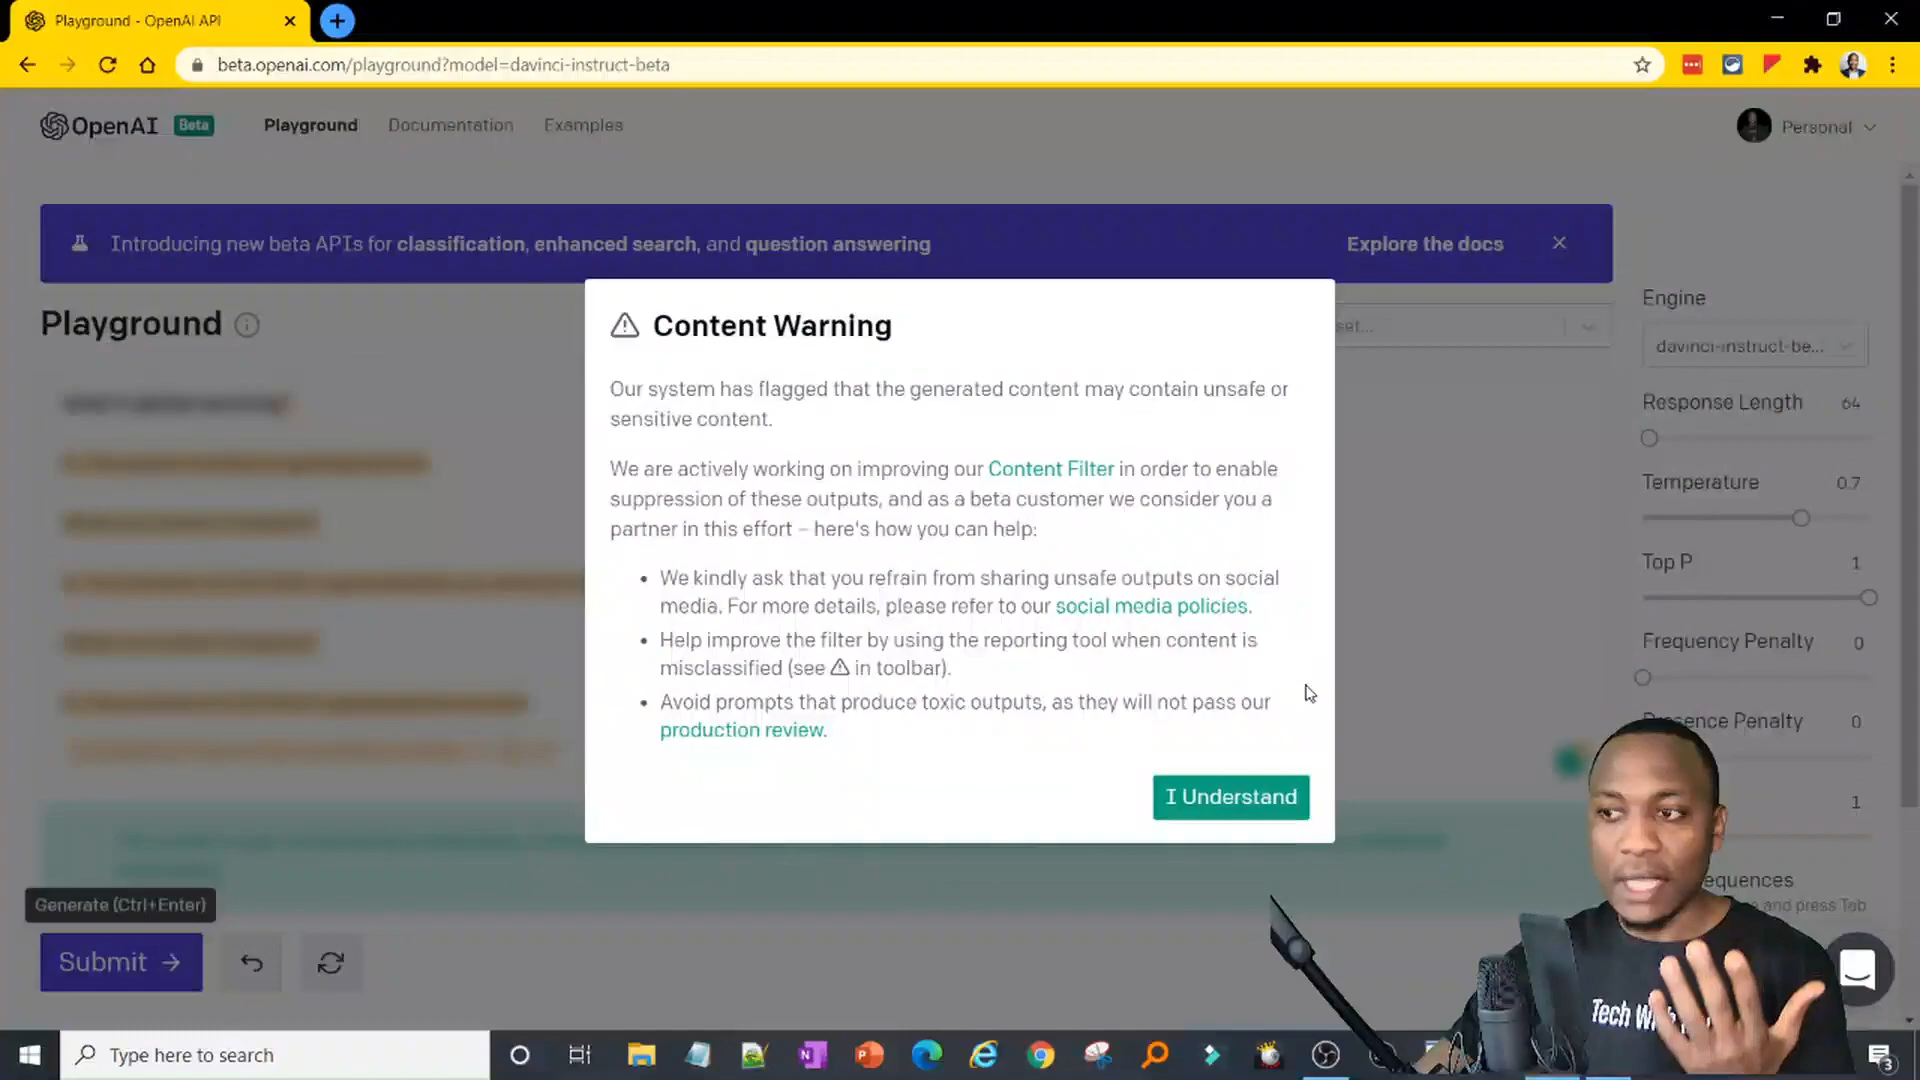 Playground - OpenAI API
beta.openai.com/playground?model=davinci-instruct-beta
OpenAI Beta Playground Documentation Examples Personal
Introducing new beta APIs for classification, enhanced search, and question answering Explore the docs
Playground
Content Warning
Our system has flagged that the generated content may contain unsafe or
sensitive content.
We are actively working on improving our Content Filter in order to enable
suppression of these outputs, and as a beta customer we consider you a
partner in this effort – here's how you can help:
• We kindly ask that you refrain from sharing unsafe outputs on social
media. For more details, please refer to our social media policies.
• Help improve the filter by using the reporting tool when content is
misclassified (see ⚠ in toolbar).
• Avoid prompts that produce toxic outputs, as they will not pass our
production review.
I Understand
Engine
davinci-instruct-be...
Response Length 64
Temperature 0.7
Top P 1
Frequency Penalty 0
Presence Penalty 0
1
and press Tab
Generate (Ctrl+Enter)
Submit
Tech
Type here to search
3